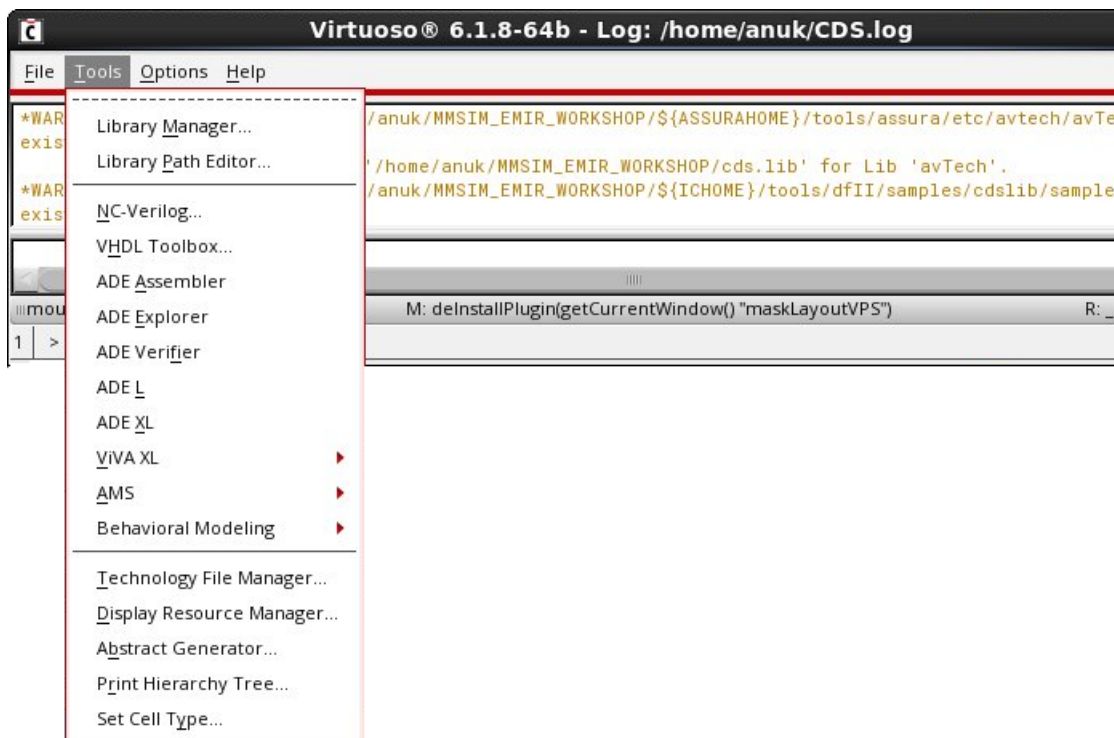 Virtuoso® 6.1.8-64b - Log: /home/anuk/CDS.log
File Tools Options Help
*WAR /anuk/MMSIM_EMIR_WORKSHOP/${ASSURAHOME}/tools/assura/etc/avtech/avTe
exis
'/home/anuk/MMSIM_EMIR_WORKSHOP/cds.lib' for Lib 'avTech'.
*WAR /anuk/MMSIM_EMIR_WORKSHOP/${ICHOME}/tools/dfII/samples/cdslib/sample
exis
mou M: deInstallPlugin(getCurrentWindow() "maskLayoutVPS") R: _
1 >
Library Manager...
Library Path Editor...
NC-Verilog...
VHDL Toolbox...
ADE Assembler
ADE Explorer
ADE Verifier
ADE L
ADE XL
ViVA XL
AMS
Behavioral Modeling
Technology File Manager...
Display Resource Manager...
Abstract Generator...
Print Hierarchy Tree...
Set Cell Type...